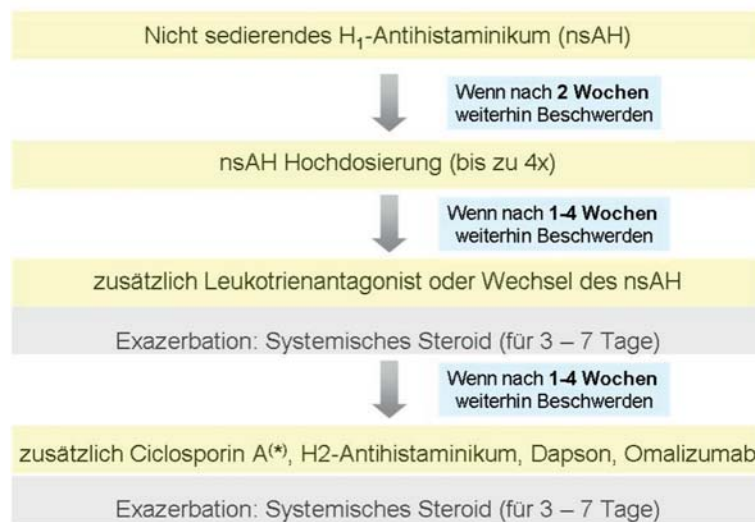 Nicht sedierendes H₁-Antihistaminikum (nsAH)
Wenn nach 2 Wochen
weiterhin Beschwerden
nsAH Hochdosierung (bis zu 4x)
Wenn nach 1-4 Wochen
weiterhin Beschwerden
zusätzlich Leukotrienantagonist oder Wechsel des nsAH
Exazerbation: Systemisches Steroid (für 3 – 7 Tage)
Wenn nach 1-4 Wochen
weiterhin Beschwerden
zusätzlich Ciclosporin A(*), H2-Antihistaminikum, Dapson, Omalizumab
Exazerbation: Systemisches Steroid (für 3 – 7 Tage)